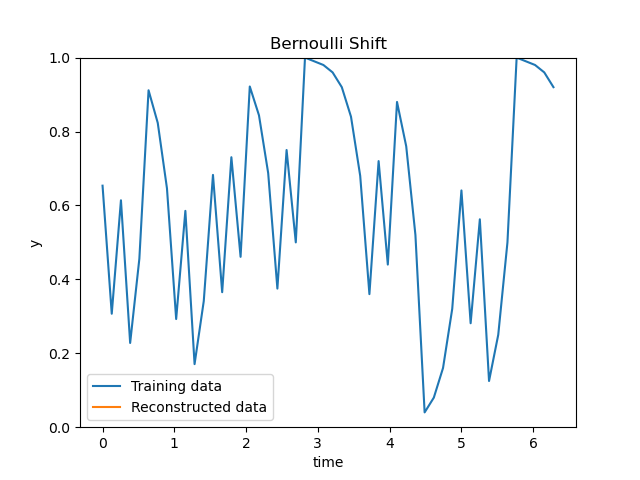 Bernoulli Shift
1.0
0.8
0.6
0.4
0.2
0.0
y
Training data
Reconstructed data
0 1 2 3 4 5 6
time